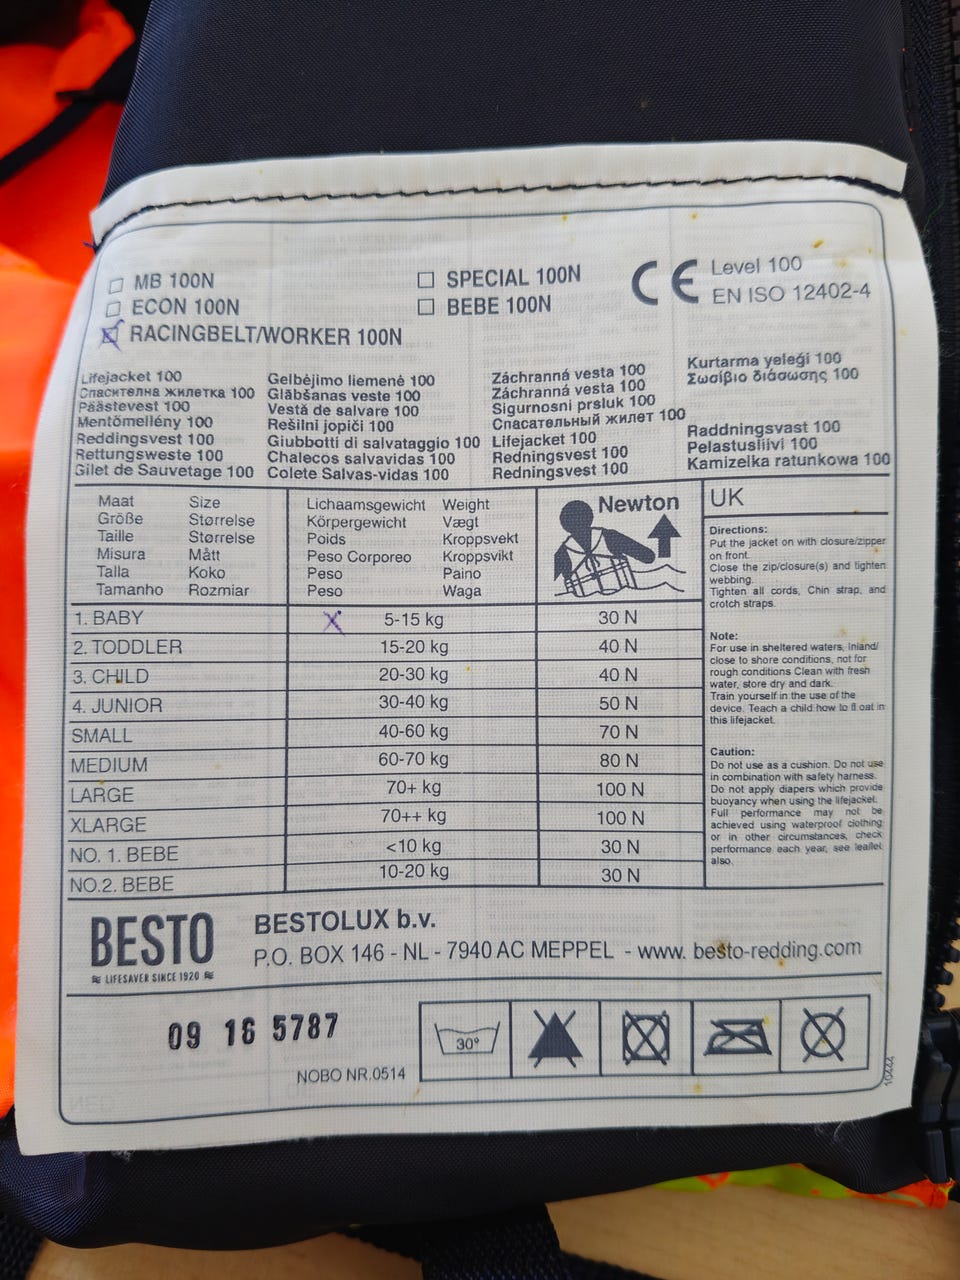 MB 100N
ECON 100N
RACINGBELT/WORKER 100N
SPECIAL 100N
BEBE 100N
CE
Level 100
EN ISO 12402-4
Lifejacket 100
Спасителна жилетка 100
Päästevest 100
Mentőmellény 100
Reddingsvest 100
Rettungsweste 100
Gilet de Sauvetage 100
Gelbėjimo liemenė 100
Glābšanas veste 100
Vestă de salvare 100
Rešilni jopiči 100
Giubbotti di salvataggio 100
Chalecos salvavidas 100
Colete Salvas-vidas 100
Záchranná vesta 100
Záchranná vesta 100
Sigurnosni prsluk 100
Спасательный жилет 100
Lifejacket 100
Redningsvest 100
Redningsvest 100
Kurtarma yeleği 100
Σωσίβιο διάσωσης 100
Raddningsvast 100
Pelastusliivi 100
Kamizelka ratunkowa 100
Maat Size
Größe Størrelse
Taille Størrelse
Misura Mått
Talla Koko
Tamanho Rozmiar
Lichaamsgewicht Weight
Körpergewicht Vægt
Poids Kroppsvekt
Peso Corporeo Kroppsvikt
Peso Paino
Peso Waga
Newton
1. BABY X 5-15 kg 30 N
2. TODDLER 15-20 kg 40 N
3. CHILD 20-30 kg 40 N
4. JUNIOR 30-40 kg 50 N
SMALL 40-60 kg 70 N
MEDIUM 60-70 kg 80 N
LARGE 70+ kg 100 N
XLARGE 70++ kg 100 N
NO. 1. BEBE <10 kg 30 N
NO.2. BEBE 10-20 kg 30 N
UK
Directions:
Put the jacket on with closure/zipper
on front.
Close the zip/closure(s) and tighten
webbing.
Tighten all cords, Chin strap, and
crotch straps.
Note:
For use in sheltered waters, Inland/
close to shore conditions, not for
rough conditions Clean with fresh
water, store dry and dark.
Train yourself in the use of the
device. Teach a child how to fl oat in
this lifejacket.
Caution:
Do not use as a cushion. Do not use
in combination with safety harness.
Do not apply diapers which provide
buoyancy when using the lifejacket.
Full performance may not be
achieved using waterproof clothing
or in other circumstances, check
performance each year, see leaflet
also.
BESTO
LIFESAVER SINCE 1920
BESTOLUX b.v.
P.O. BOX 146 - NL - 7940 AC MEPPEL - www. besto-redding.com
09 16 5787
NOBO NR.0514
30°
10444